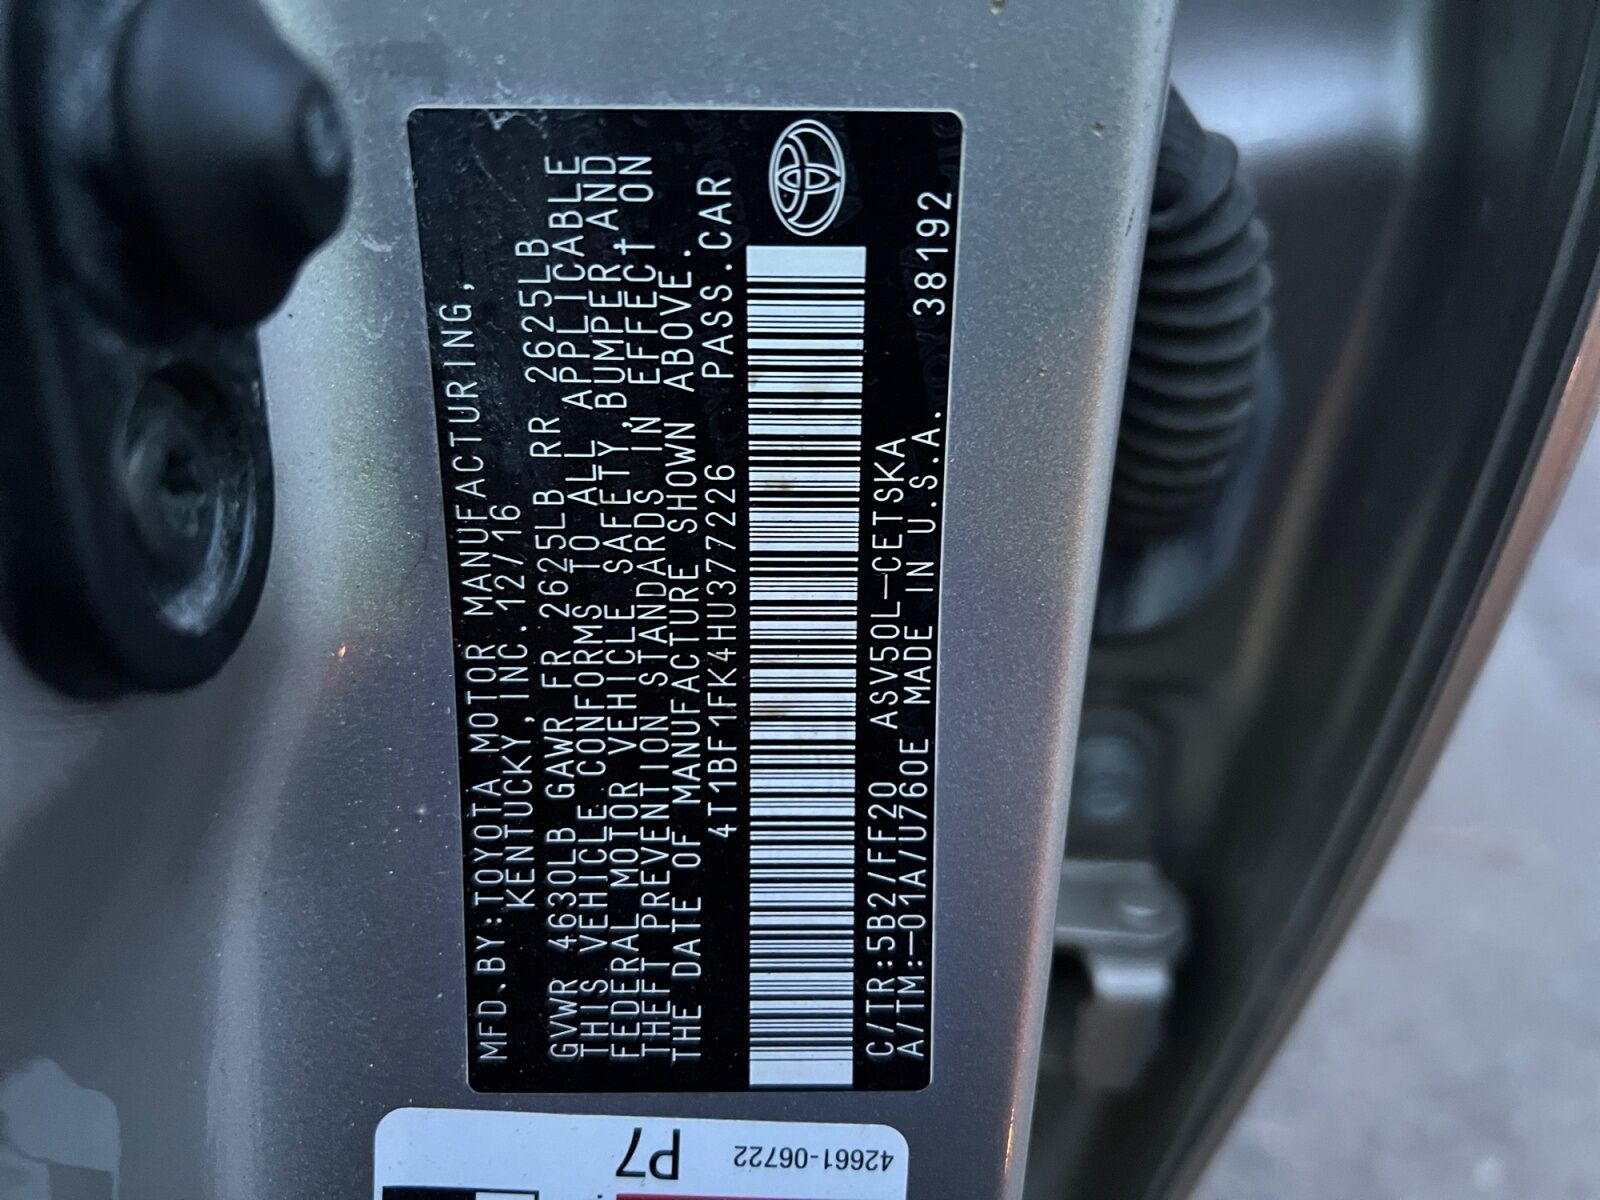 MFD.BY:TOYOTA MOTOR MANUFACTURING,
KENTUCKY, INC. 12/16
GVWR 4630LB GAWR FR 2625LB RR 2625LB
THIS VEHICLE CONFORMS TO ALL APPLICABLE
FEDERAL MOTOR VEHICLE SAFETY,BUMPER,AND
THEFT PREVENTION STANDARDS IN EFFECT ON
THE DATE OF MANUFACTURE SHOWN ABOVE.
4T1BF1FK4HU377226 PASS.CAR
C/TR:5B2/FF20 ASV50L-CETSKA
A/TM:-01A/U760E MADE IN U.S.A. 38192
42661-06722
P7